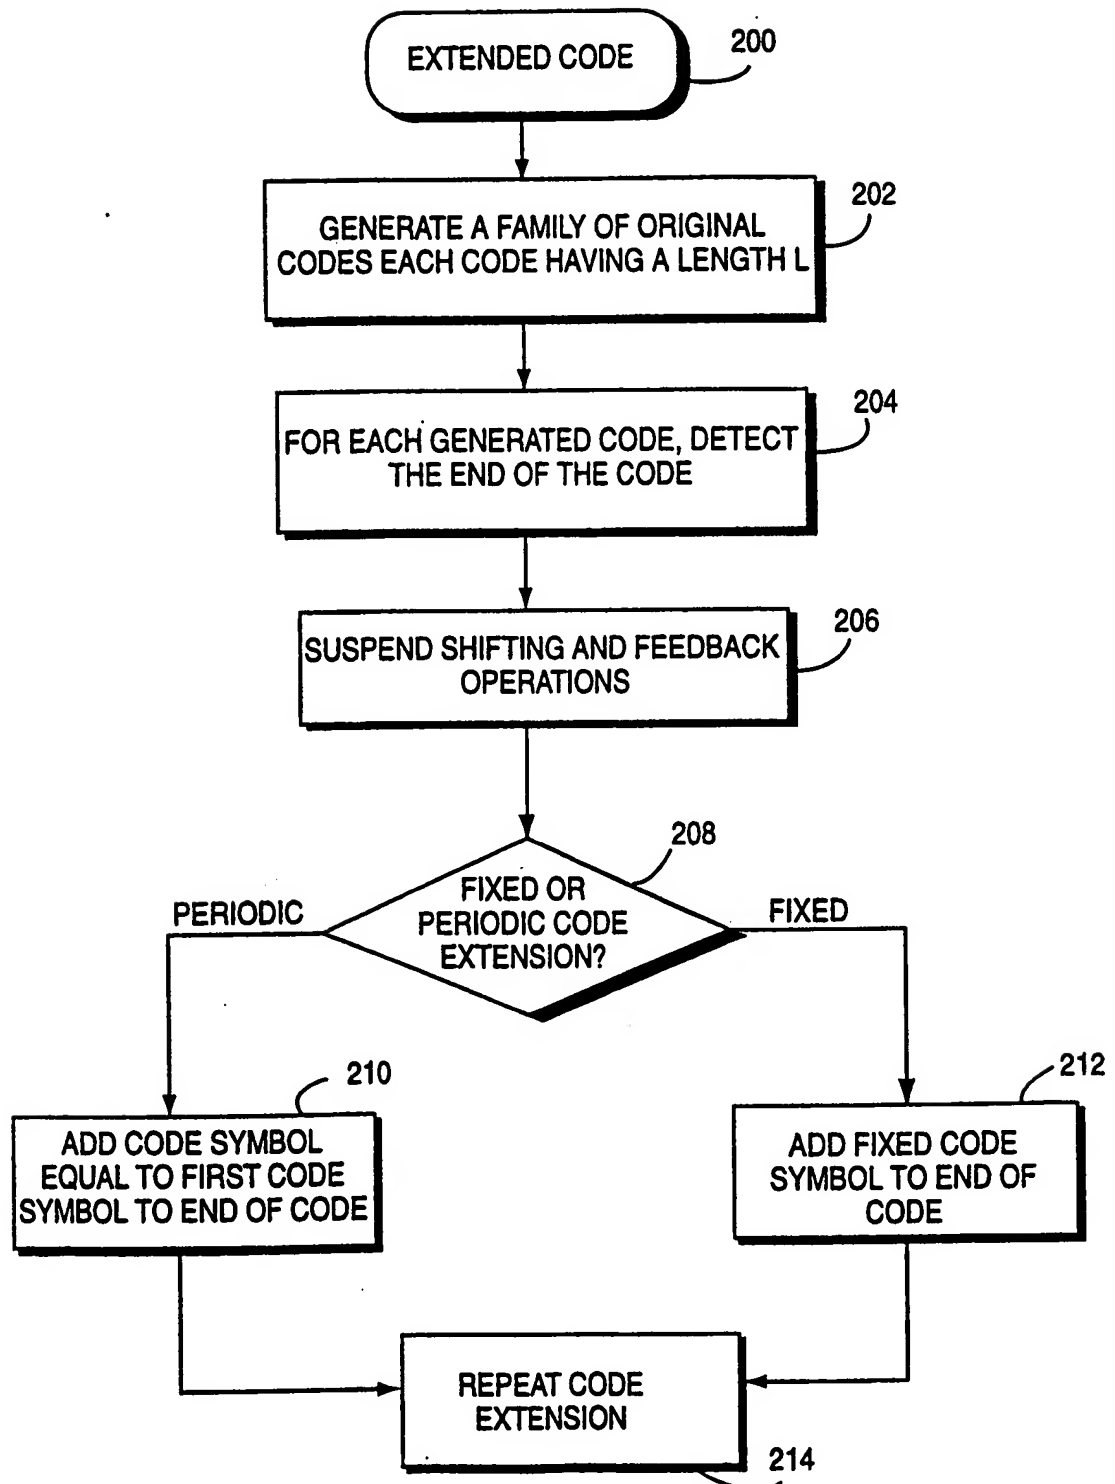 EXTENDED CODE
200
GENERATE A FAMILY OF ORIGINAL
CODES EACH CODE HAVING A LENGTH L
202
FOR EACH GENERATED CODE, DETECT
THE END OF THE CODE
204
SUSPEND SHIFTING AND FEEDBACK
OPERATIONS
206
FIXED OR
PERIODIC CODE
EXTENSION?
208
PERIODIC
FIXED
ADD CODE SYMBOL
EQUAL TO FIRST CODE
SYMBOL TO END OF CODE
210
ADD FIXED CODE
SYMBOL TO END OF
CODE
212
REPEAT CODE
EXTENSION
214